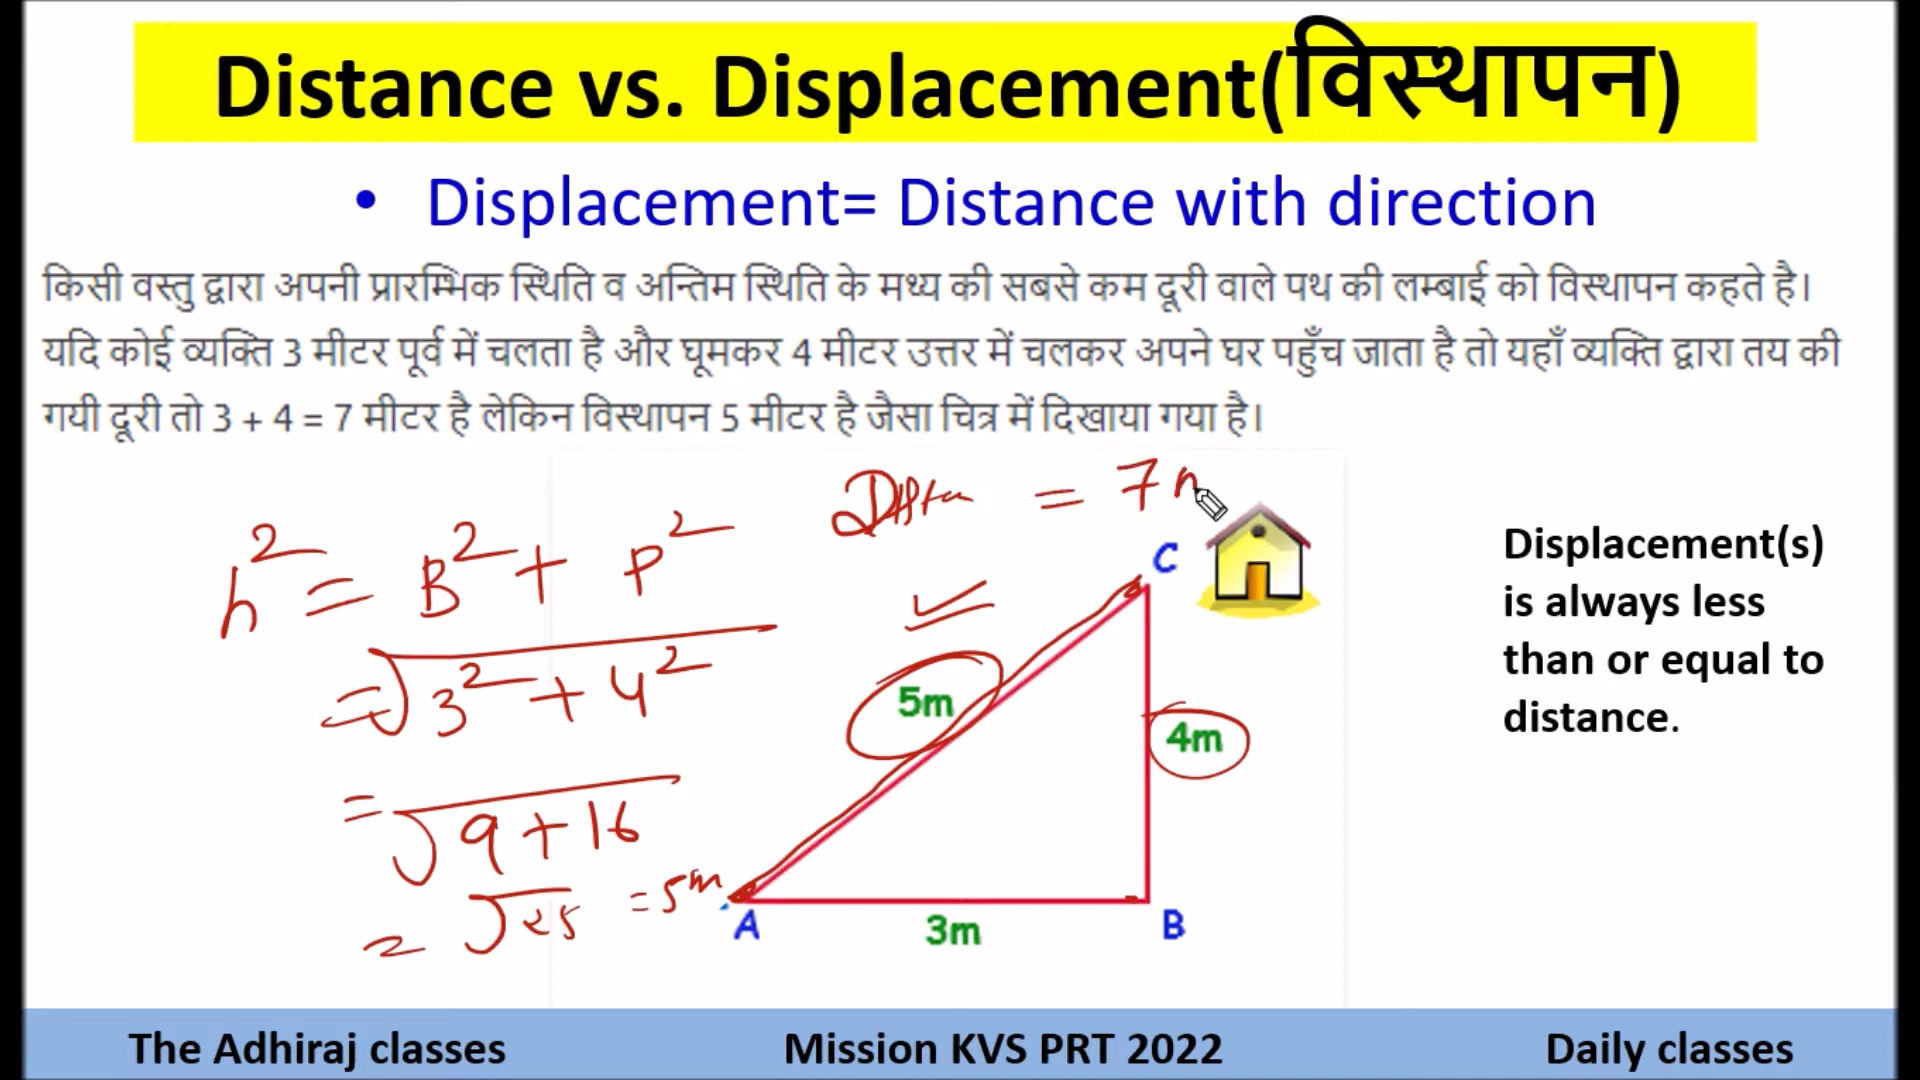 Distance vs. Displacement(विस्थापन)
• Displacement= Distance with direction
किसी वस्तु द्वारा अपनी प्रारम्भिक स्थिति व अन्तिम स्थिति के मध्य की सबसे कम दूरी वाले पथ की लम्बाई को विस्थापन कहते है।
यदि कोई व्यक्ति 3 मीटर पूर्व में चलता है और घूमकर 4 मीटर उत्तर में चलकर अपने घर पहुँच जाता है तो यहाँ व्यक्ति द्वारा तय की
गयी दूरी तो 3 + 4 = 7 मीटर है लेकिन विस्थापन 5 मीटर है जैसा चित्र में दिखाया गया है।
= 7
h² = B² + P²
= √3² + 4²
= √9 + 16
= √25 = 5m
C
5m
4m
A
3m
B
Displacement(s)
is always less
than or equal to
distance.
The Adhiraj classes
Mission KVS PRT 2022
Daily classes